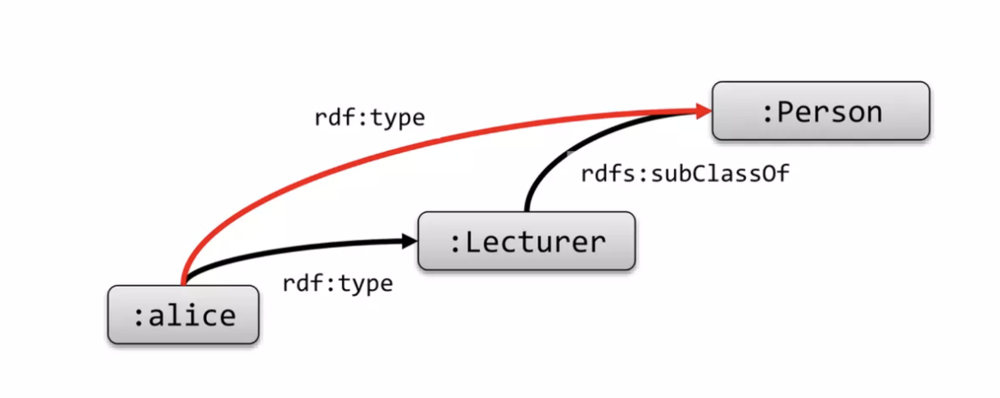 rdf:type
:Person
rdfs:subClassOf
:Lecturer
rdf:type
:alice